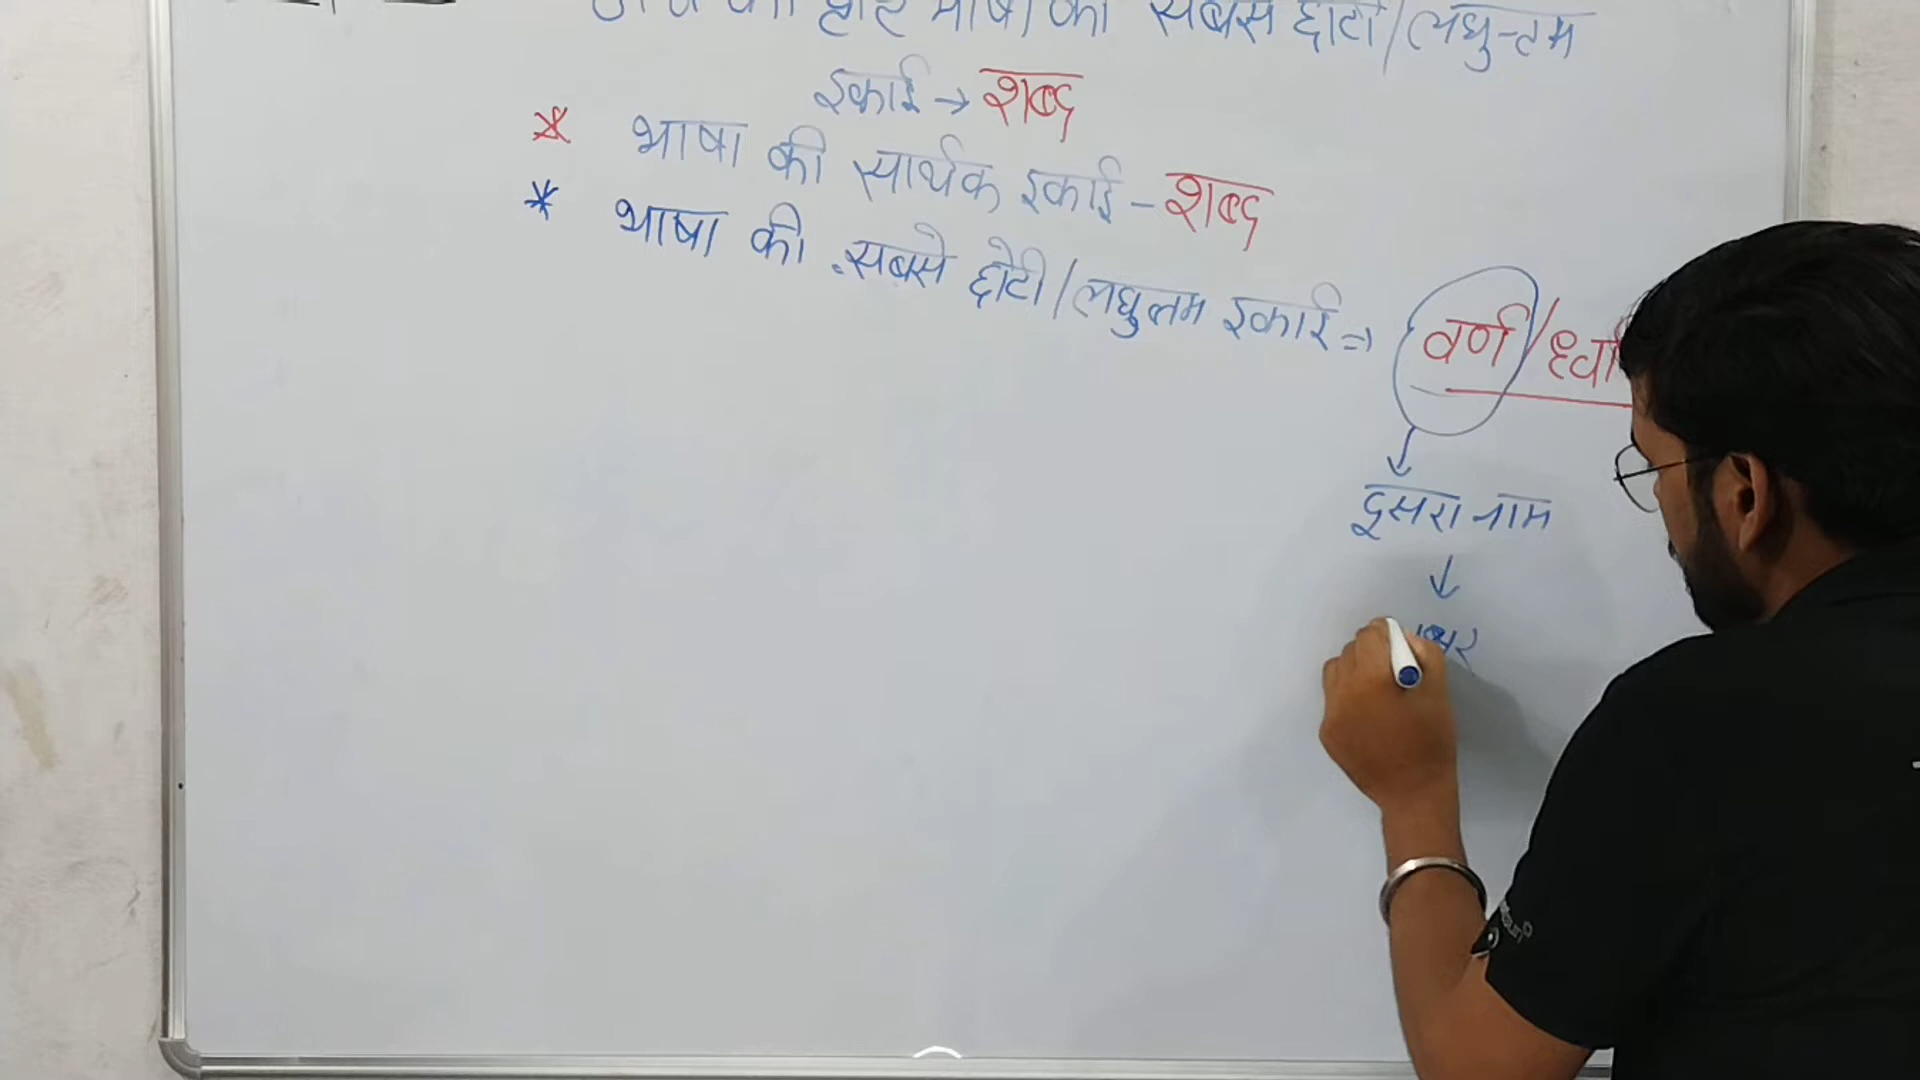 की भाषा की सबसे छोटी/लघु-तम
इकाई → शब्द
* भाषा की सार्थक इकाई - शब्द
* भाषा की सबसे छोटी/लघुतम इकाई ⇒ वर्ण/
दूसरा नाम